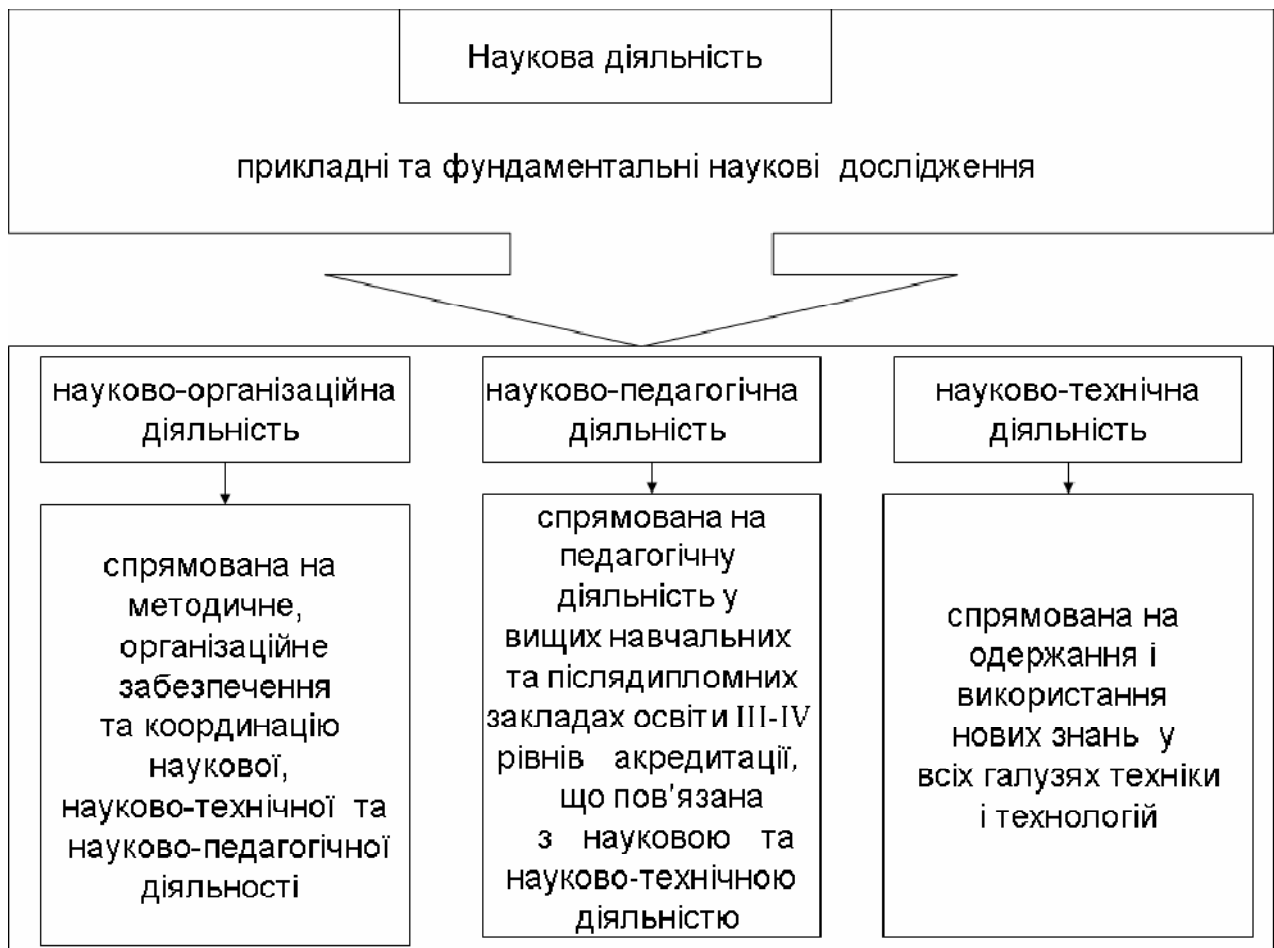 Наукова діяльність
прикладні та фундаментальні наукові дослідження
науково-організаційна
діяльність
спрямована на
методичне,
організаційне
забезпечення
та координацію
наукової,
науково-технічної та
науково-педагогічної
діяльності
науково-педагогічна
діяльність
спрямована на
педагогічну
діяльність у
вищих навчальних
та післядипломних
закладах освіти III-IV
рівнів акредитації,
що пов’язана
з науковою та
науково-технічною
діяльністю
науково-технічна
діяльність
спрямована на
одержання і
використання
нових знань у
всіх галузях техніки
і технологій